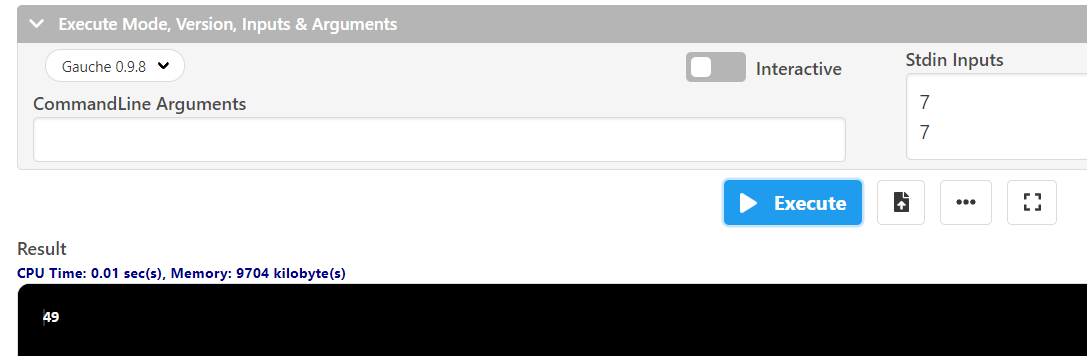 Execute Mode, Version, Inputs & Arguments
Gauche 0.9.8
Interactive
Stdin Inputs
CommandLine Arguments
7
7
Execute
Result
CPU Time: 0.01 sec(s), Memory: 9704 kilobyte(s)
49